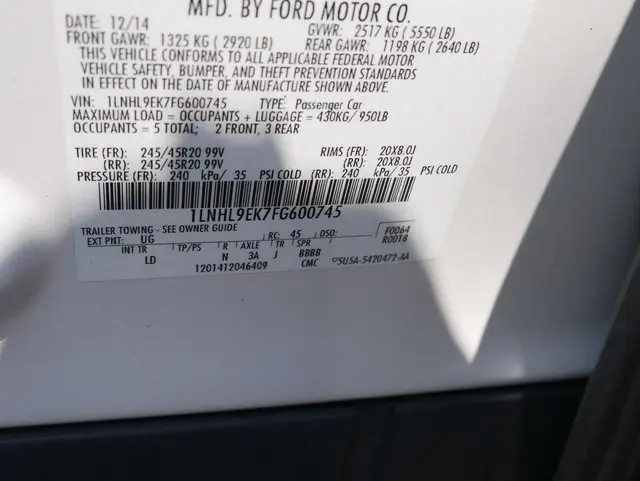 MFD. BY FORD MOTOR CO.
DATE: 12/14 GVWR: 2517 KG ( 5550 LB)
FRONT GAWR: 1325 KG ( 2920 LB) REAR GAWR: 1198 KG ( 2640 LB)
THIS VEHICLE CONFORMS TO ALL APPLICABLE FEDERAL MOTOR
VEHICLE SAFETY, BUMPER, AND THEFT PREVENTION STANDARDS
IN EFFECT ON THE DATE OF MANUFACTURE SHOWN ABOVE.
VIN: 1LNHL9EK7FG600745 TYPE: Passenger Car
MAXIMUM LOAD = OCCUPANTS + LUGGAGE = 430KG/ 950LB
OCCUPANTS = 5 TOTAL; 2 FRONT, 3 REAR
TIRE (FR): 245/45R20 99V RIMS (FR): 20X8.0J
(RR): 245/45R20 99V (RR): 20X8.0J
PRESSURE (FR): 240 kPa/ 35 PSI COLD (RR): 240 kPa/ 35 PSI COLD
1LNHL9EK7FG600745
TRAILER TOWING - SEE OWNER GUIDE F0064
EXT PNT: UG RC: 45 DSO: R0018
INT TR TP/PS R AXLE TR SPR
LD N 3A J BBBB
1201412046409 CMC 5U5A-5420472-AA